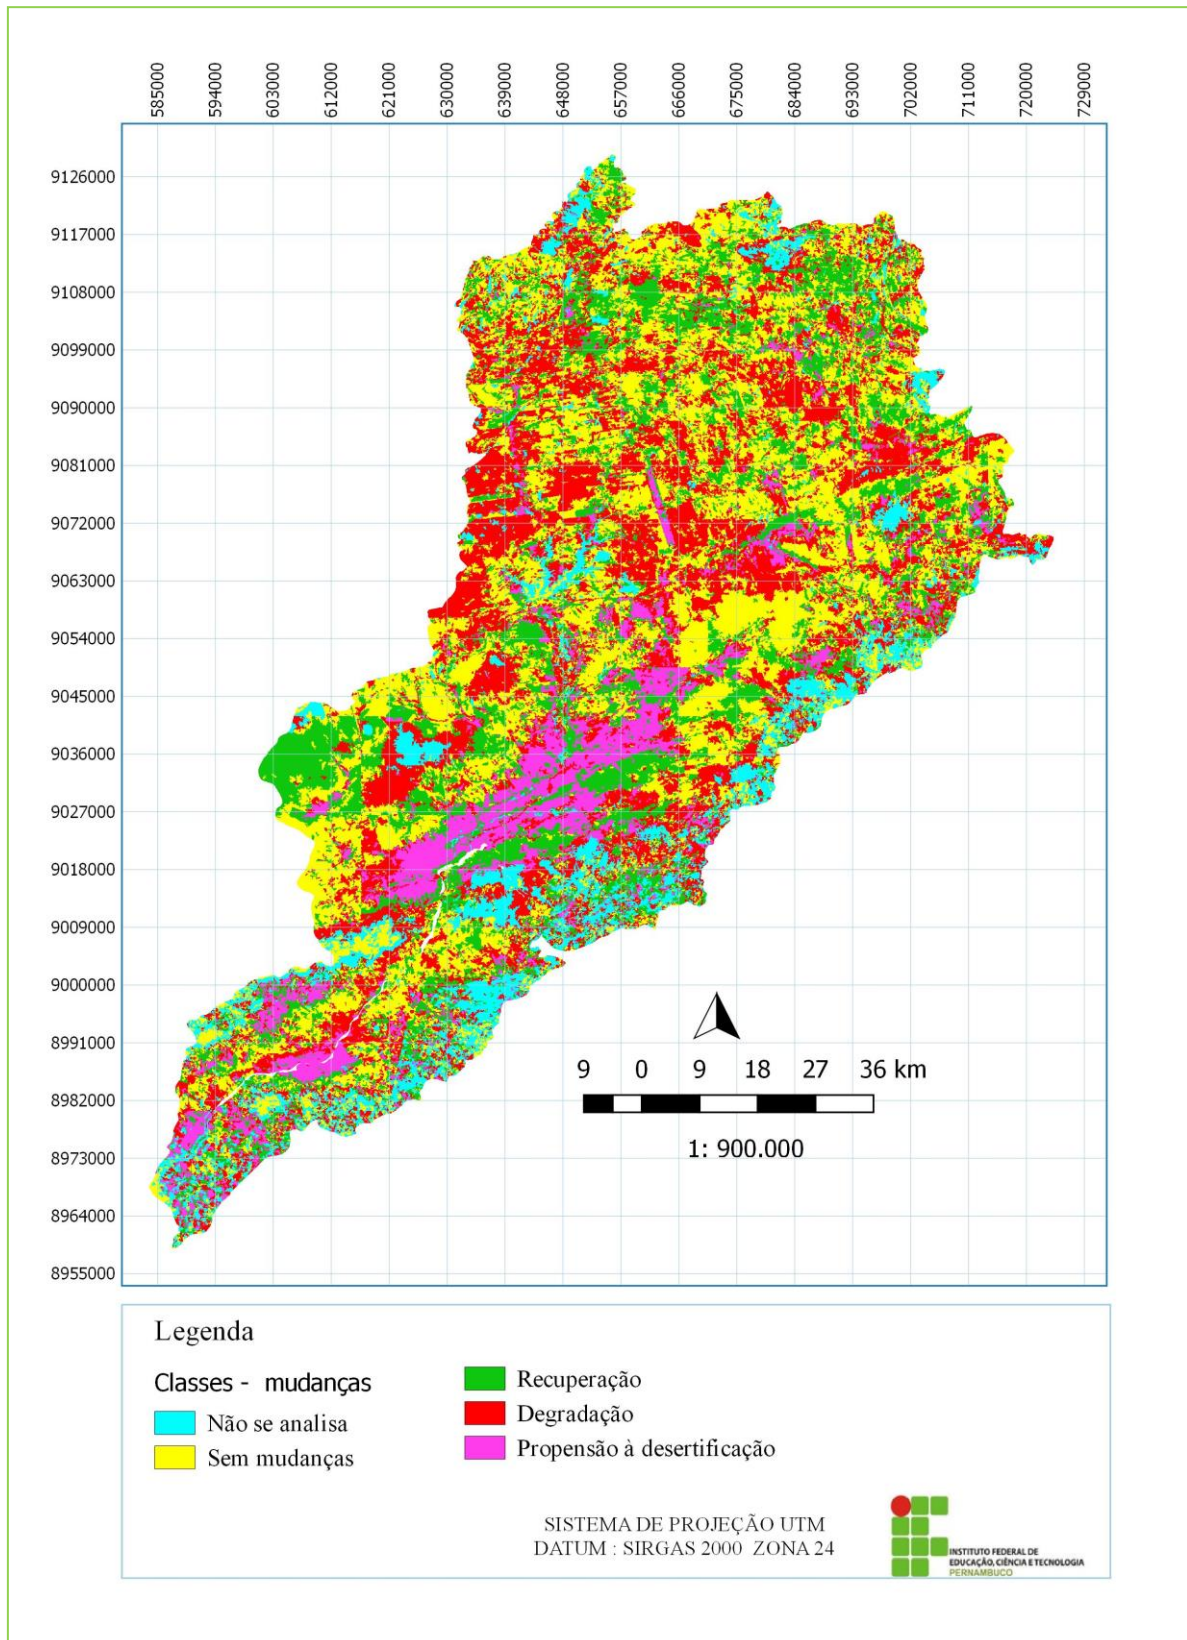 585000
594000
603000
612000
621000
630000
639000
648000
657000
666000
675000
684000
693000
702000
711000
720000
729000
9126000
9117000
9108000
9099000
9090000
9081000
9072000
9063000
9054000
9045000
9036000
9027000
9018000
9009000
9000000
8991000
8982000
8973000
8964000
8955000
9 0 9 18 27 36 km
1: 900.000
Legenda
Classes - mudanças
Não se analisa
Sem mudanças
Recuperação
Degradação
Propensão à desertificação
SISTEMA DE PROJEÇÃO UTM
DATUM : SIRGAS 2000 ZONA 24
INSTITUTO FEDERAL DE
EDUCAÇÃO, CIÊNCIA E TECNOLOGIA
PERNAMBUCO